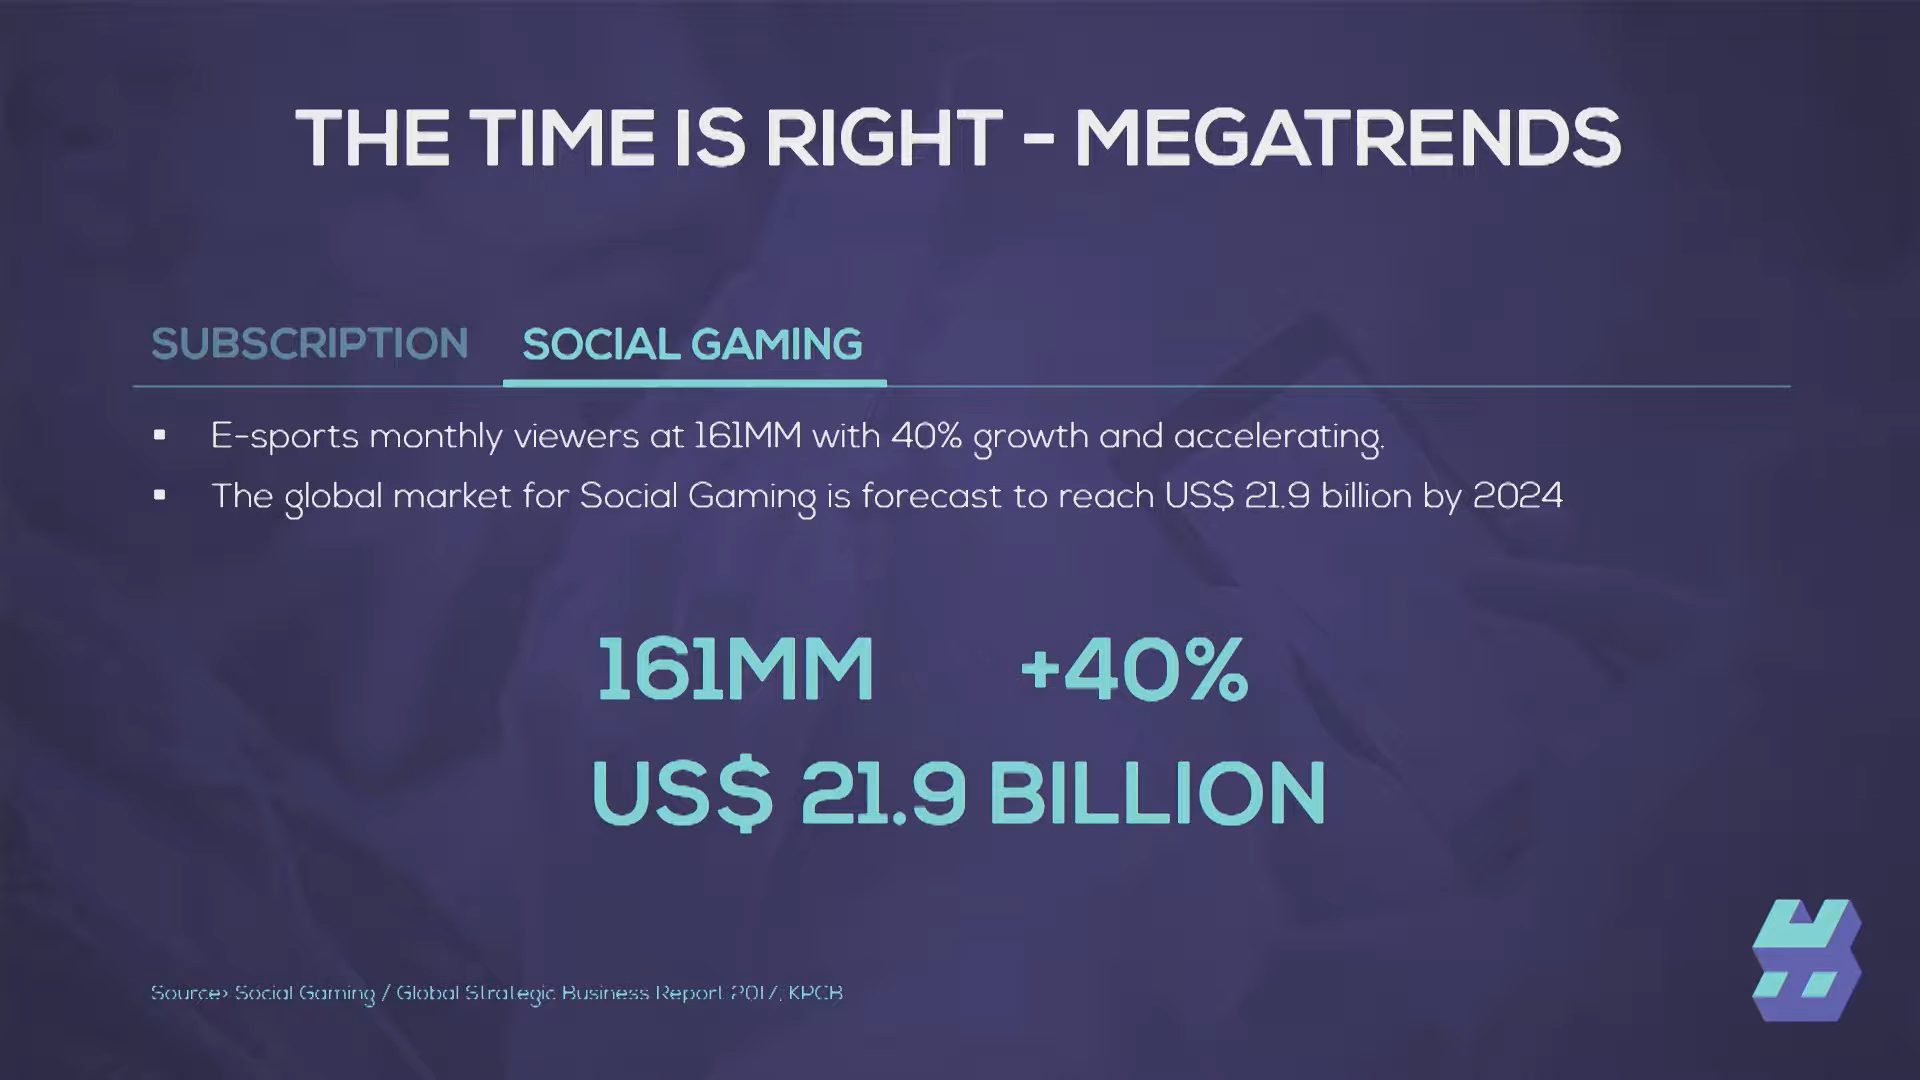 THE TIME IS RIGHT - MEGATRENDS
SUBSCRIPTION SOCIAL GAMING
▪ E-sports monthly viewers at 161MM with 40% growth and accelerating.
▪ The global market for Social Gaming is forecast to reach US$ 21.9 billion by 2024
161MM +40%
US$ 21.9 BILLION
Source: Social Gaming / Global Strategic Business Report 2017, KPCB